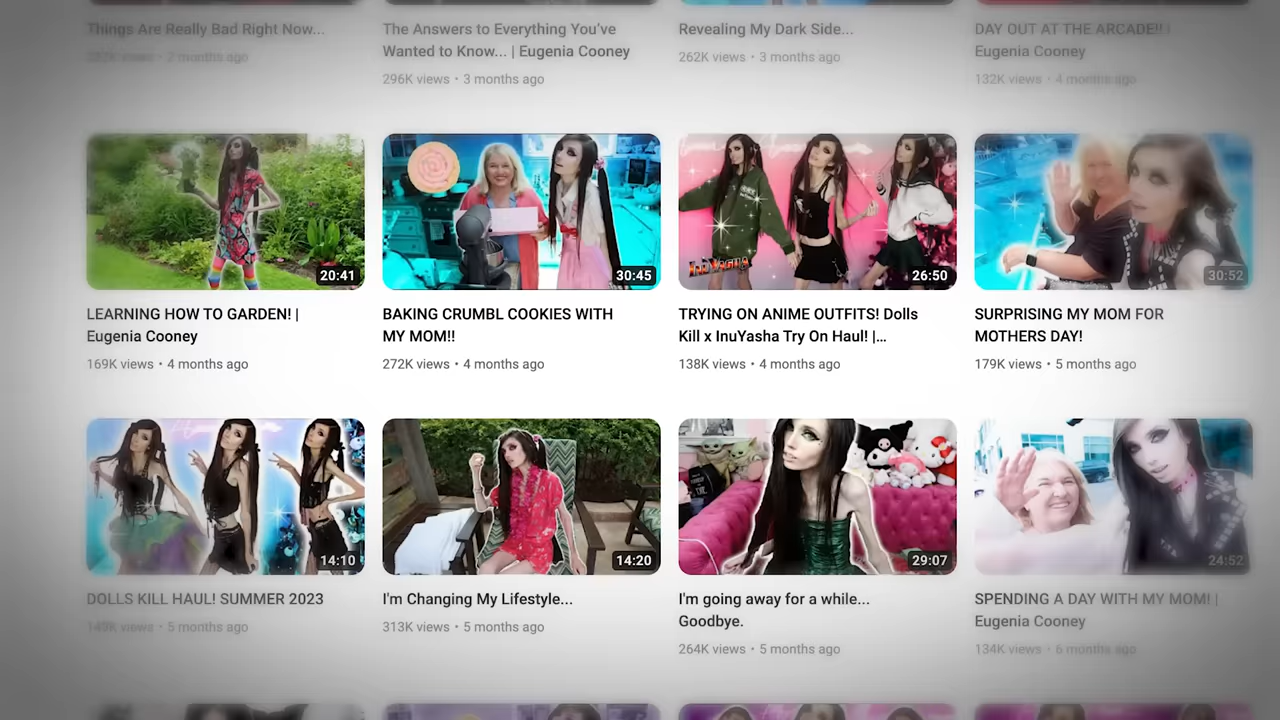 Things Are Really Bad Right Now...
views • 2 months ago
The Answers to Everything You've
Wanted to Know... | Eugenia Cooney
296K views • 3 months ago
Revealing My Dark Side...
262K views • 3 months ago
DAY OUT AT THE ARCADE!! |
Eugenia Cooney
132K views • 4 months ago
20:41
30:45
26:50
30:52
LEARNING HOW TO GARDEN! |
Eugenia Cooney
169K views • 4 months ago
BAKING CRUMBL COOKIES WITH
MY MOM!!
272K views • 4 months ago
TRYING ON ANIME OUTFITS! Dolls
Kill x InuYasha Try On Haul! |...
138K views • 4 months ago
SURPRISING MY MOM FOR
MOTHERS DAY!
179K views • 5 months ago
14:10
14:20
29:07
24:52
DOLLS KILL HAUL! SUMMER 2023
149K views • 5 months ago
I'm Changing My Lifestyle...
313K views • 5 months ago
I'm going away for a while...
Goodbye.
264K views • 5 months ago
SPENDING A DAY WITH MY MOM! |
Eugenia Cooney
134K views • 6 months ago